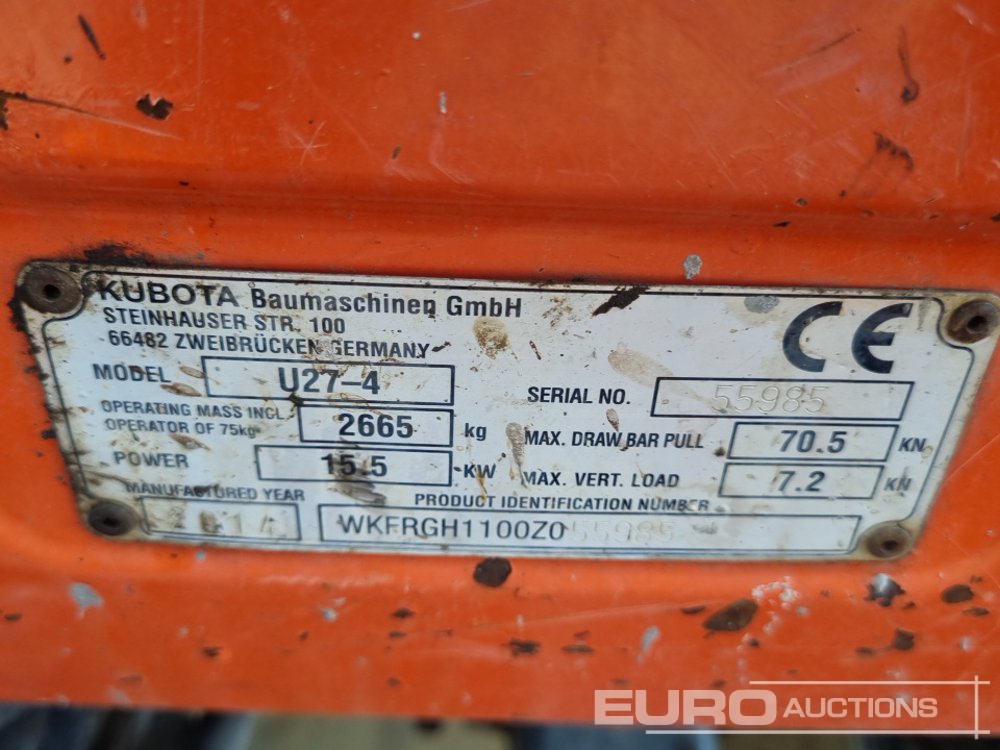 KUBOTA Baumaschinen GmbH
STEINHAUSER STR. 100
66482 ZWEIBRÜCKEN GERMANY
CE
MODEL U27-4
SERIAL NO. 55985
OPERATING MASS INCL.
OPERATOR OF 75kg 2665 kg
MAX. DRAW BAR PULL 70.5 KN
POWER 15.5 KW
MAX. VERT. LOAD 7.2 KN
MANUFACTURED YEAR 2014
PRODUCT IDENTIFICATION NUMBER
WKFRGH1100Z055985
EURO AUCTIONS